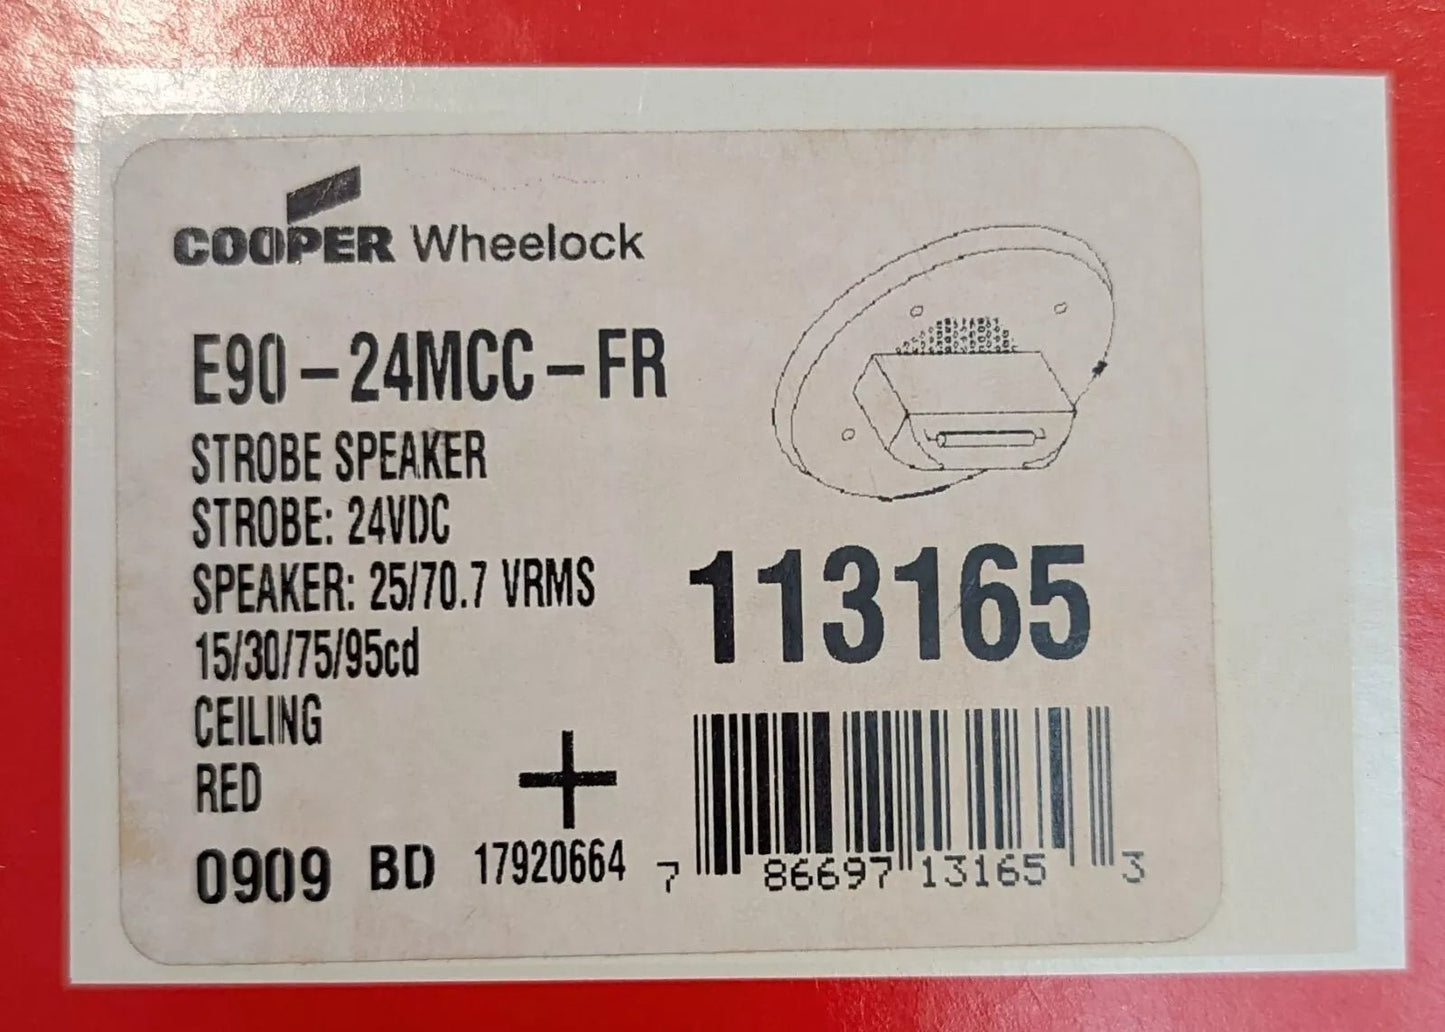 COOPER Wheelock
E90-24MCC-FR
STROBE SPEAKER
STROBE: 24VDC
SPEAKER: 25/70.7 VRMS
15/30/75/95cd
CEILING
RED
0909 BD 17920664
113165
7 86697 13165 3